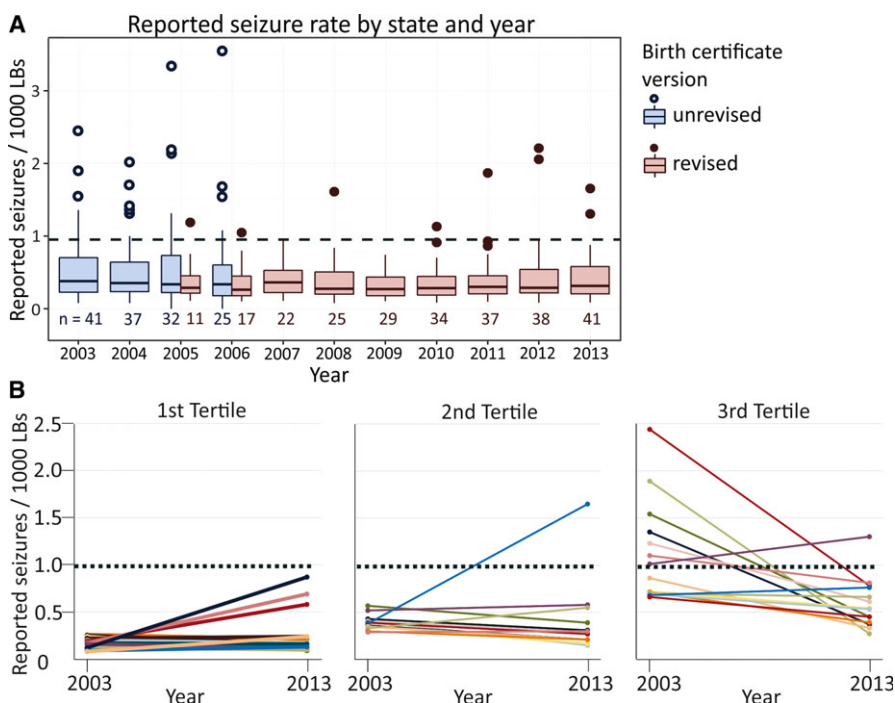 A
Reported seizure rate by state and year
Reported seizures / 1000 LBs
3
2
1
0
n = 41 37 32 11 25 17 22 25 29 34 37 38 41
2003 2004 2005 2006 2007 2008 2009 2010 2011 2012 2013
Year
Birth certificate
version
unrevised
revised
B
1st Tertile 2nd Tertile 3rd Tertile
Reported seizures / 1000 LBs
2.5
2.0
1.5
1.0
0.5
0
2003 Year 2013 2003 Year 2013 2003 Year 2013